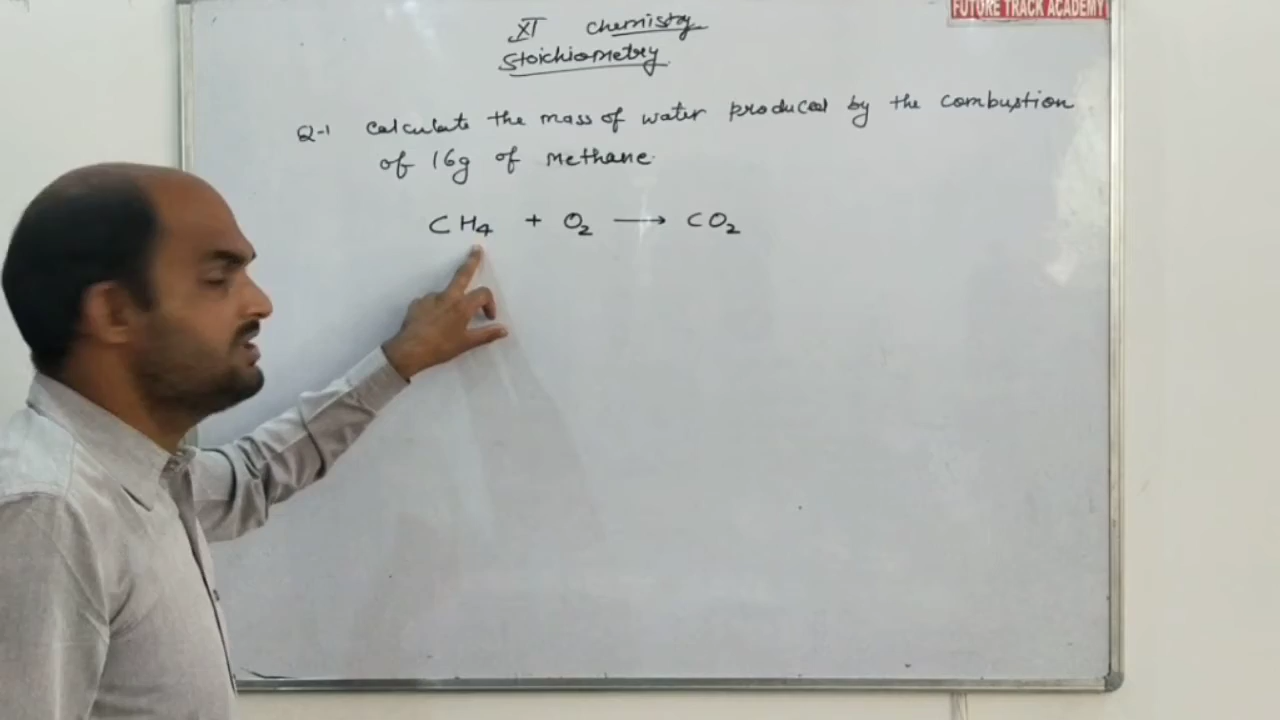 FUTURE TRACK ACADEMY
XI Chemistry
Stoichiometry
Q-1 Calculate the mass of water produced by the combustion
of 16g of Methane.
CH₄ + O₂ ⟶ CO₂